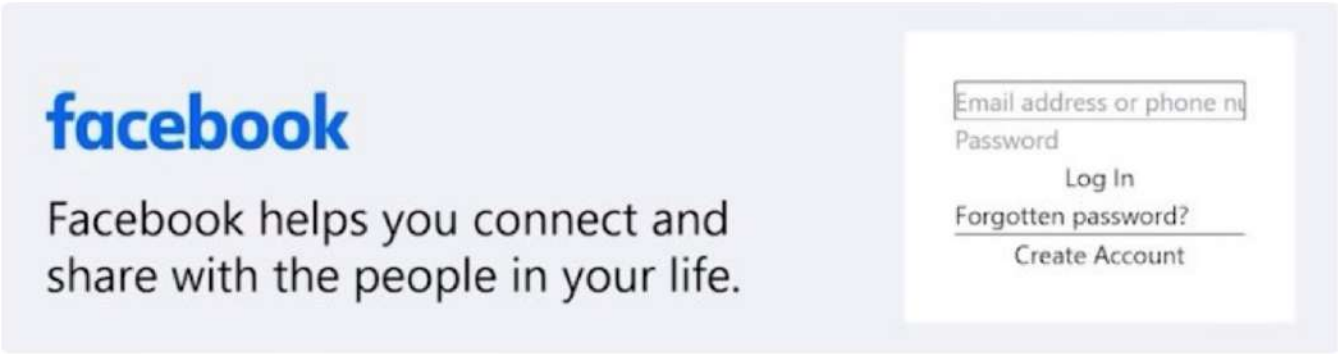 facebook
Facebook helps you connect and
share with the people in your life.
Email address or phone nu
Password
Log In
Forgotten password?
Create Account